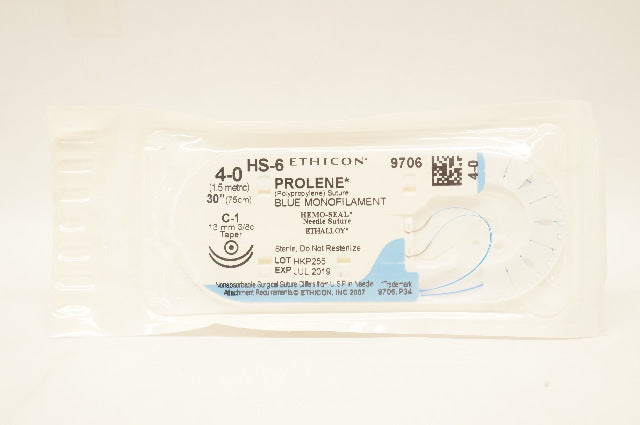 4-0 HS-6 ETHICON* 9706
(1.5 metric)
30" (75cm)
PROLENE*
(Polypropylene) Suture
BLUE MONOFILAMENT
C-1
13 mm 3/8c
Taper
HEMO-SEAL*
Needle Suture
ETHALLOY*
Sterile, Do Not Resterilize
LOT HKP255
EXP JUL 2019
Nonabsorbable Surgical Suture Differs from U.S.P. in Needle
Attachment Requirements © ETHICON, INC 2007
*Trademark
9706.P34
4-0